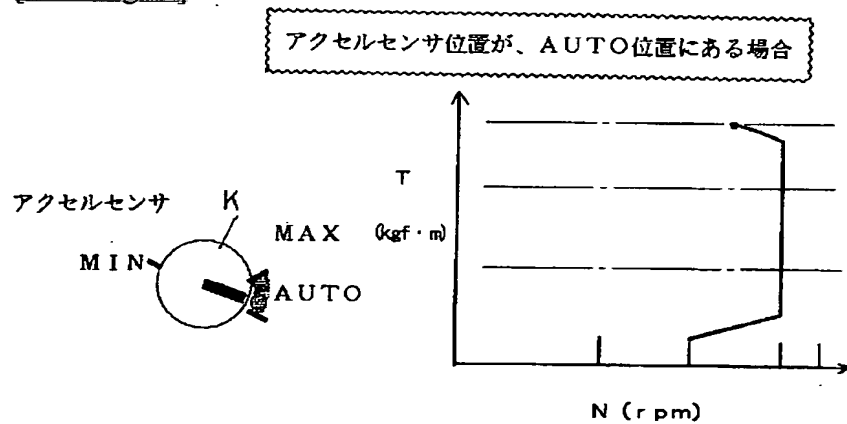 アクセルセンサ位置が、AUTO位置にある場合
アクセルセンサ
K
MIN
MAX
AUTO
T
(kgf・m)
N (rpm)